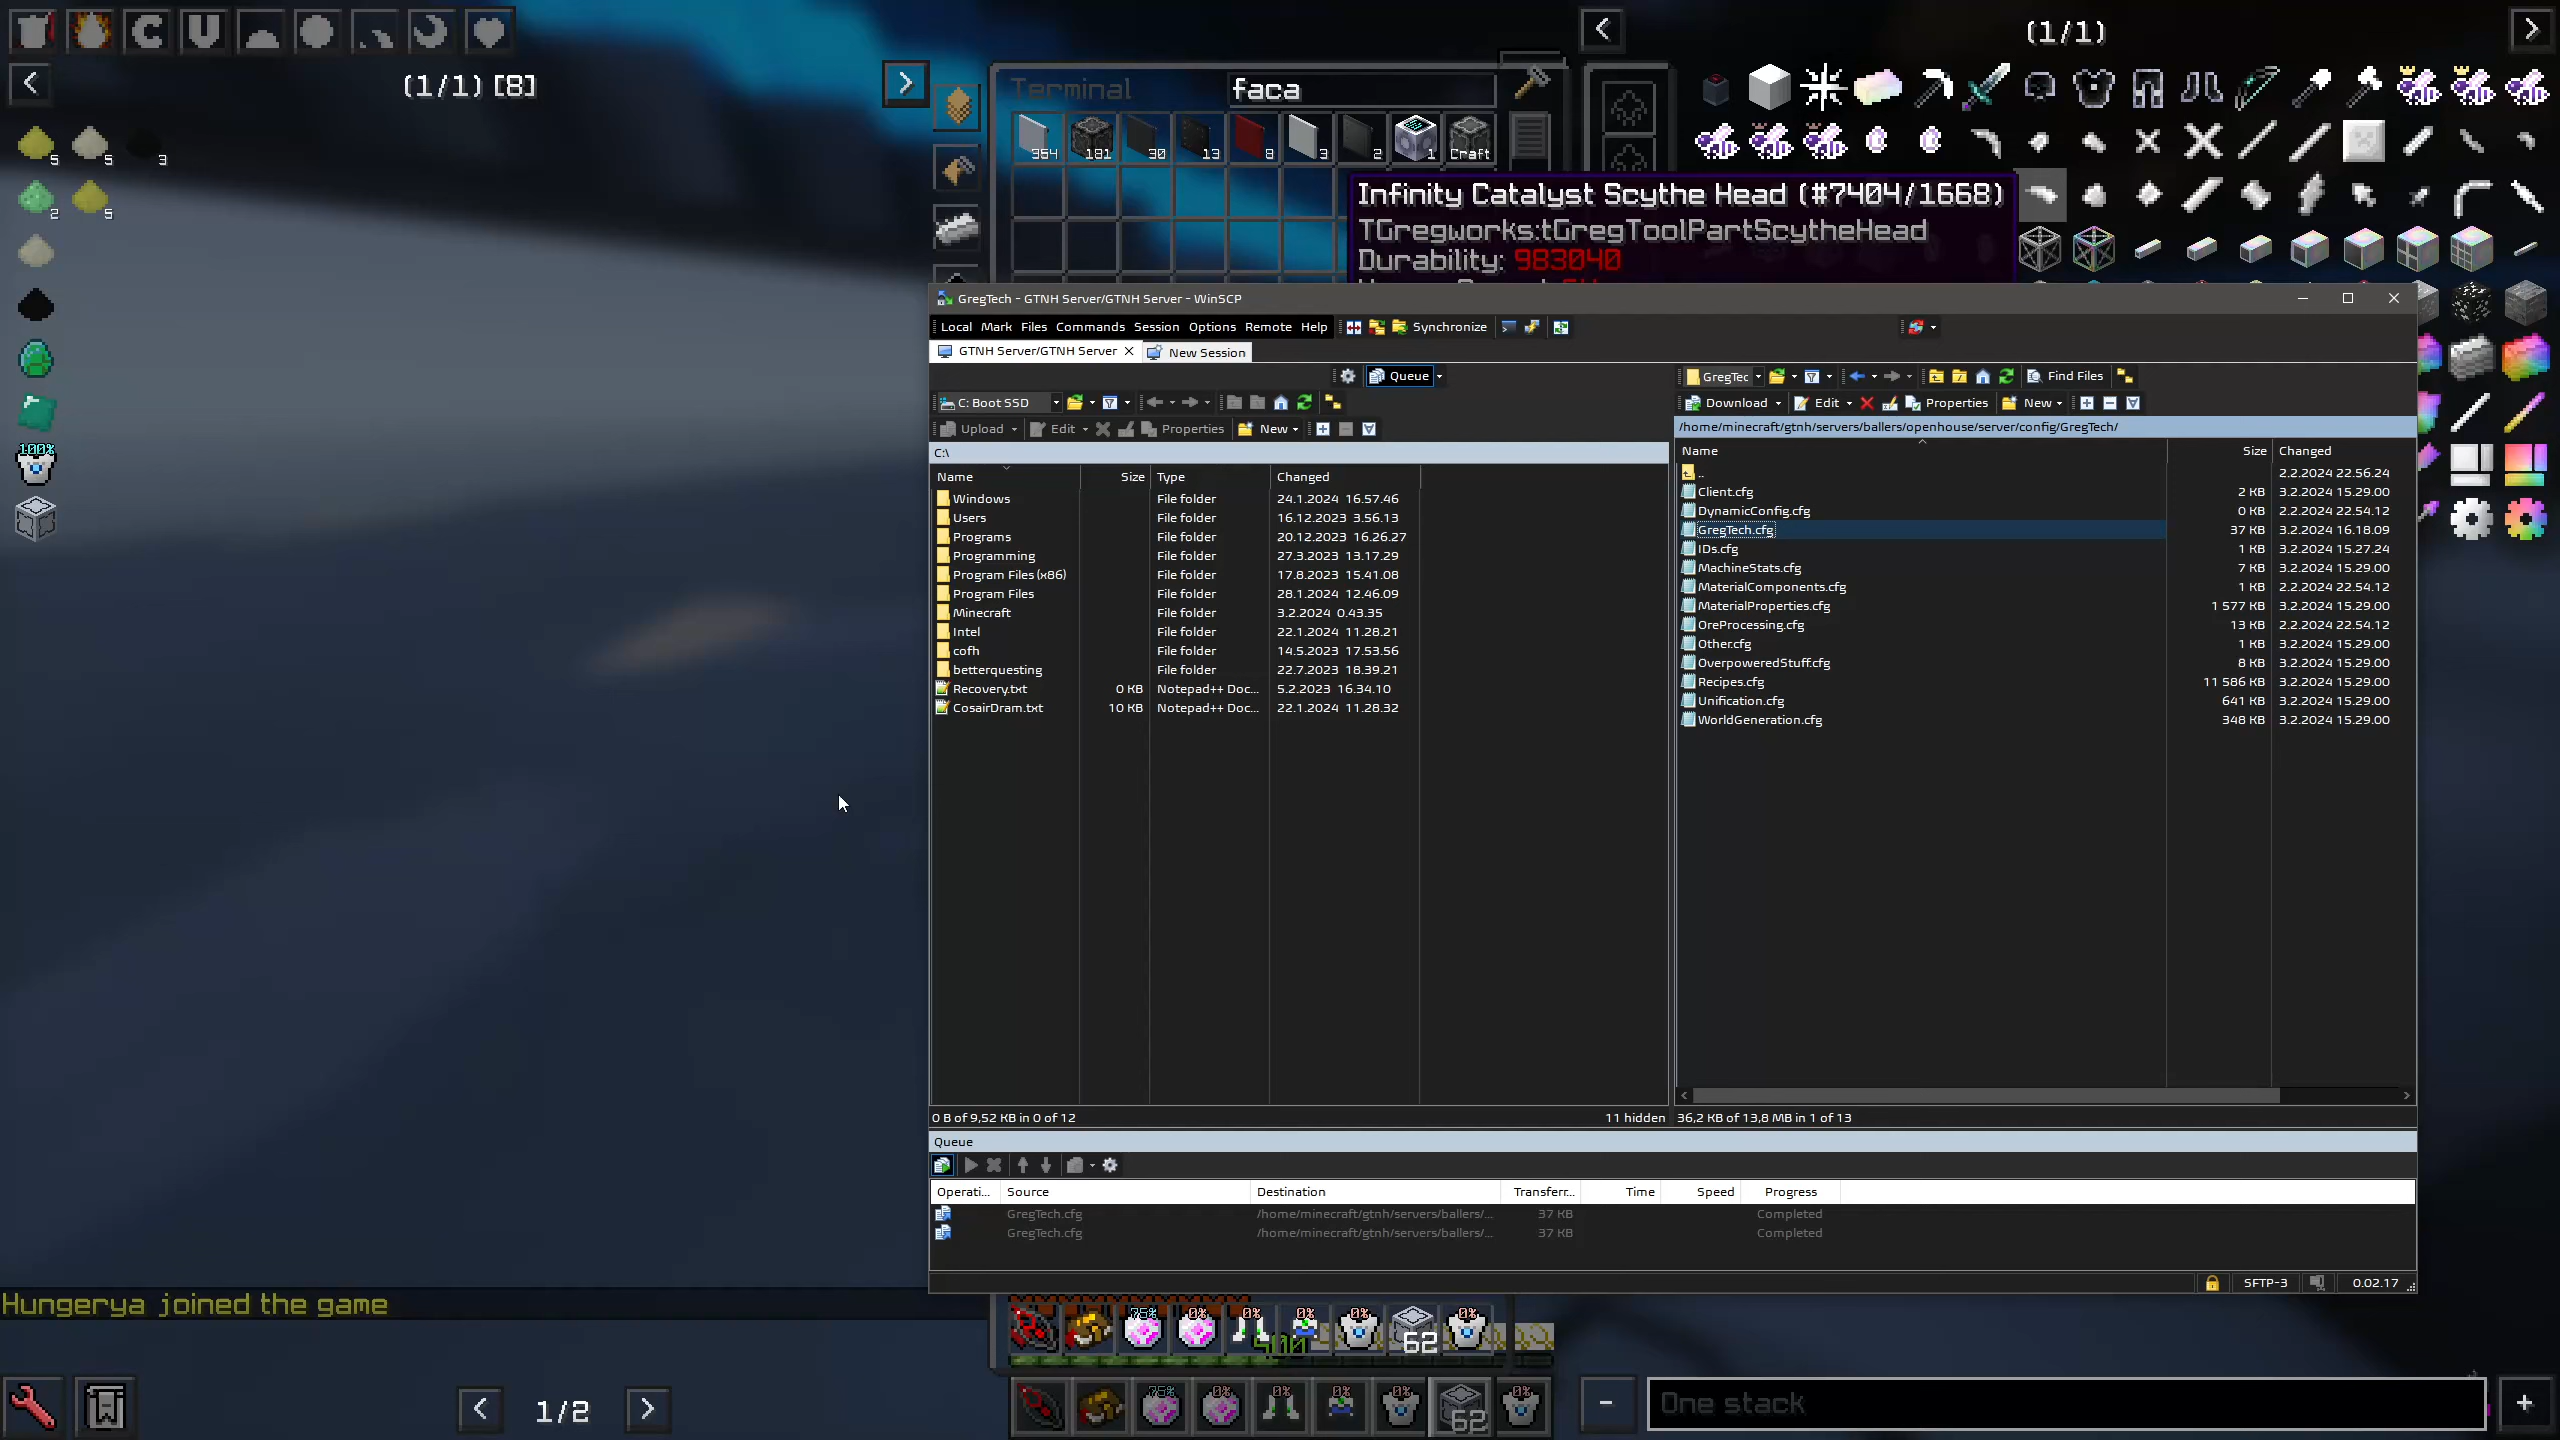 (1/1) [8]
5
5
3
2
5
100%
Terminal
faca
364
181
30
13
8
3
2
1
Craft
(1/1)
Infinity Catalyst Scythe Head (#7404/1668)
TGregworks:tGregToolPartScytheHead
Durability: 983040
GregTech - GTNH Server/GTNH Server - WinSCP
Local Mark Files Commands Session Options Remote Help Synchronize
GTNH Server/GTNH Server New Session
Queue
C: Boot SSD
Upload Edit Properties New
C:\
Name Size Type Changed
Windows File folder 24.1.2024 16.57.46
Users File folder 16.12.2023 3.56.13
Programs File folder 20.12.2023 16.26.27
Programming File folder 27.3.2023 13.17.29
Program Files (x86) File folder 17.8.2023 15.41.08
Program Files File folder 28.1.2024 12.46.09
Minecraft File folder 3.2.2024 0.43.35
Intel File folder 22.1.2024 11.28.21
cofh File folder 14.5.2023 17.53.56
betterquesting File folder 22.7.2023 18.39.21
Recovery.txt 0 KB Notepad++ Doc... 5.2.2023 16.34.10
CosairDram.txt 10 KB Notepad++ Doc... 22.1.2024 11.28.32
0 B of 9,52 KB in 0 of 12 11 hidden
GregTec Find Files
Download Edit Properties New
/home/minecraft/gtnh/servers/ballers/openhouse/server/config/GregTech/
Name Size Changed
.. 2.2.2024 22.56.24
Client.cfg 2 KB 3.2.2024 15.29.00
DynamicConfig.cfg 0 KB 2.2.2024 22.54.12
GregTech.cfg 37 KB 3.2.2024 16.18.09
IDs.cfg 1 KB 3.2.2024 15.27.24
MachineStats.cfg 7 KB 3.2.2024 15.29.00
MaterialComponents.cfg 1 KB 2.2.2024 22.54.12
MaterialProperties.cfg 1 577 KB 3.2.2024 15.29.00
OreProcessing.cfg 13 KB 2.2.2024 22.54.12
Other.cfg 1 KB 3.2.2024 15.29.00
OverpoweredStuff.cfg 8 KB 3.2.2024 15.29.00
Recipes.cfg 11 586 KB 3.2.2024 15.29.00
Unification.cfg 641 KB 3.2.2024 15.29.00
WorldGeneration.cfg 348 KB 3.2.2024 15.29.00
36,2 KB of 13,8 MB in 1 of 13
Queue
Operati... Source Destination Transferr... Time Speed Progress
GregTech.cfg /home/minecraft/gtnh/servers/ballers/... 37 KB Completed
GregTech.cfg /home/minecraft/gtnh/servers/ballers/... 37 KB Completed
SFTP-3 0.02.17
Hungerya joined the game
75% 0% 0% 0% 0% 0%
62
75% 0% 0% 0% 0% 0%
62
1/2
- One stack +